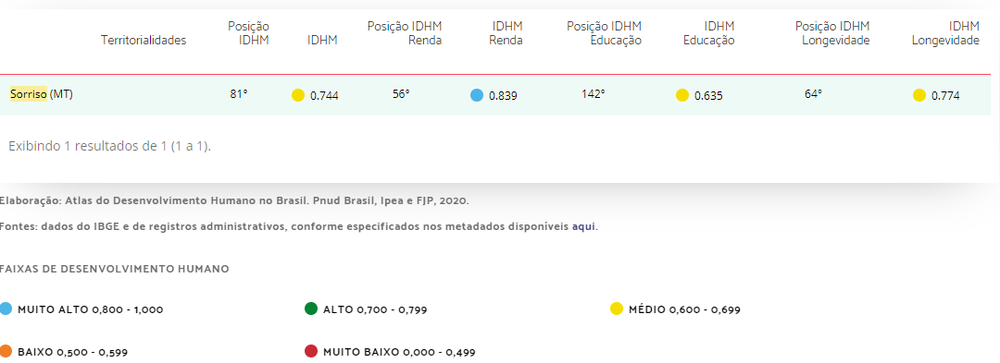 Territorialidades Posição IDHM IDHM Posição IDHM Renda IDHM Renda Posição IDHM Educação IDHM Educação Posição IDHM Longevidade IDHM Longevidade
Sorriso (MT) 81° 0.744 56° 0.839 142° 0.635 64° 0.774
Exibindo 1 resultados de 1 (1 a 1).
Elaboração: Atlas do Desenvolvimento Humano no Brasil. Pnud Brasil, Ipea e FJP, 2020.
Fontes: dados do IBGE e de registros administrativos, conforme especificados nos metadados disponíveis aqui.
FAIXAS DE DESENVOLVIMENTO HUMANO
MUITO ALTO 0,800 - 1,000 ALTO 0,700 - 0,799 MÉDIO 0,600 - 0,699
BAIXO 0,500 - 0,599 MUITO BAIXO 0,000 - 0,499